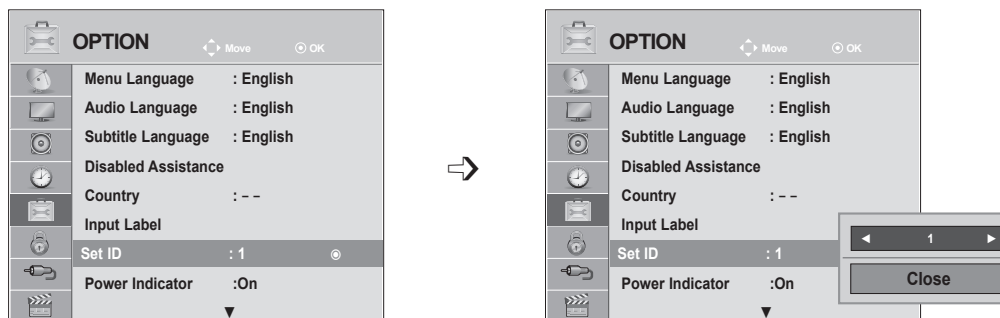 OPTION Move OK
Menu Language : English
Audio Language : English
Subtitle Language : English
Disabled Assistance
Country : – –
Input Label
Set ID : 1
Power Indicator :On
▼
OPTION Move OK
Menu Language : English
Audio Language : English
Subtitle Language : English
Disabled Assistance
Country : – –
Input Label
Set ID : 1
Power Indicator :On
▼
◄ 1 ►
Close